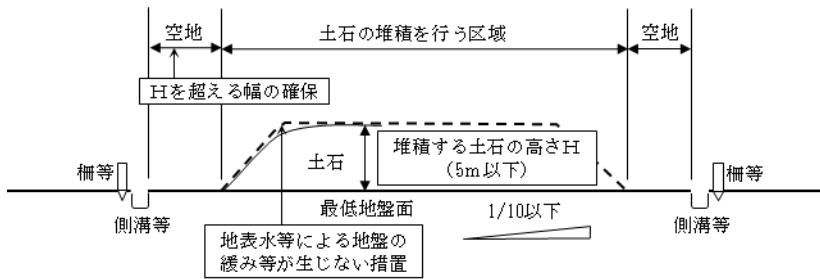 空地
土石の堆積を行う区域
空地
Hを超える幅の確保
土石
堆積する土石の高さH
(5m以下)
柵等
柵等
側溝等
最低地盤面
1/10以下
側溝等
地表水等による地盤の
緩み等が生じない措置